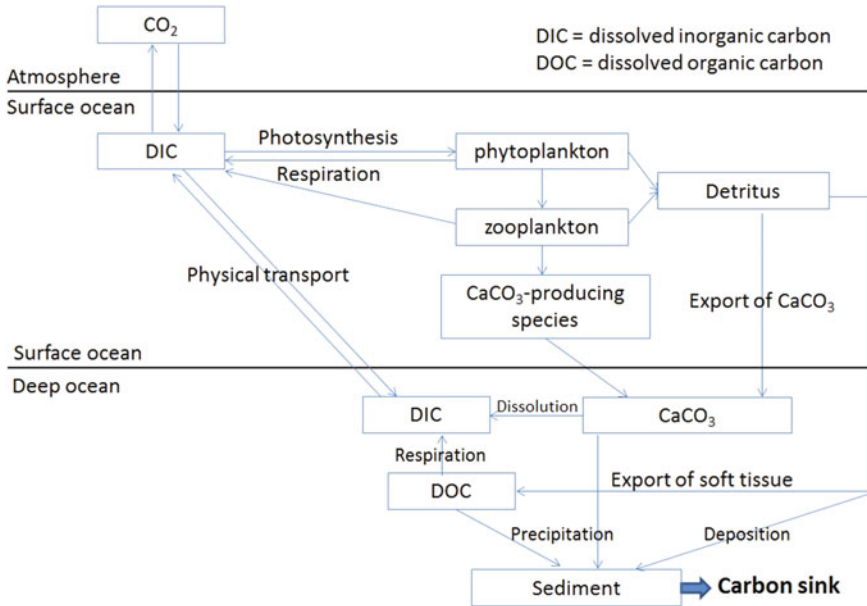 CO₂
DIC = dissolved inorganic carbon
DOC = dissolved organic carbon
Atmosphere
Surface ocean
DIC
Photosynthesis
Respiration
phytoplankton
Detritus
zooplankton
Physical transport
CaCO₃-producing
species
Export of CaCO₃
Surface ocean
Deep ocean
DIC
Dissolution
CaCO₃
Respiration
DOC
Export of soft tissue
Precipitation
Deposition
Sediment
Carbon sink